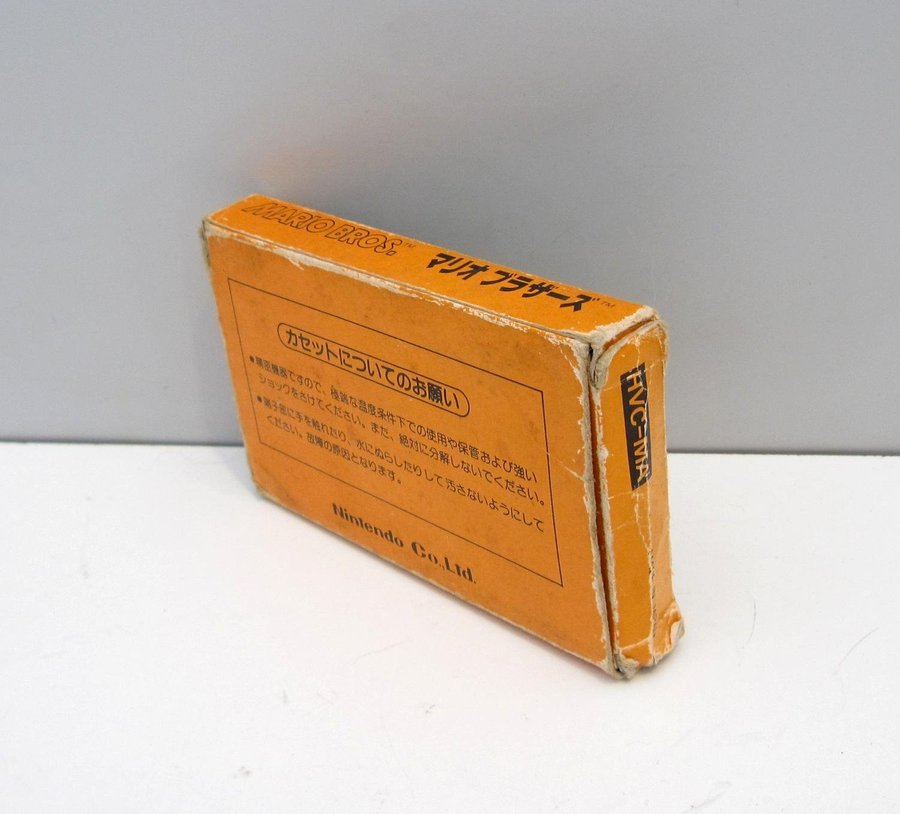 MARIO BROS.™ マリオブラザーズ™
カセットについてのお願い
●精密機器ですので、極端な温度条件下での使用や保管および強い
ショックをさけてください。また、絶対に分解しないでください。
●端子部に手を触れたり、水にぬらしたりして汚さないようにして
ください。故障の原因となります。
Nintendo Co.,Ltd.
HVC-MA